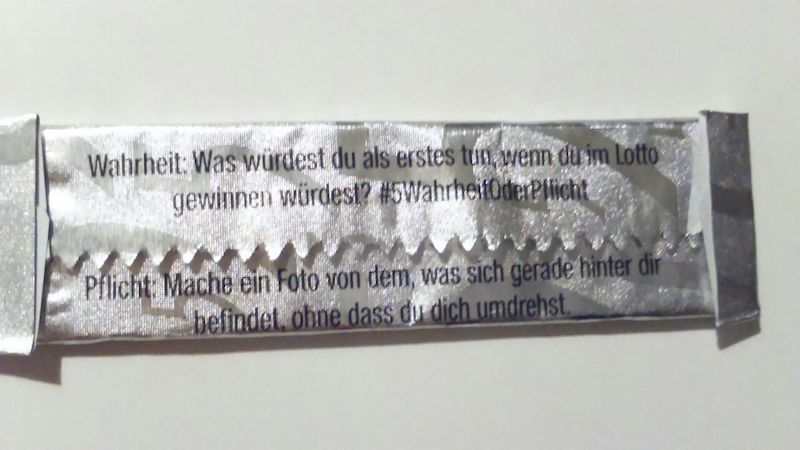 Wahrheit: Was würdest du als erstes tun, wenn du im Lotto
gewinnen würdest? #5WahrheitOderPflicht
Pflicht: Mache ein Foto von dem, was sich gerade hinter dir
befindet, ohne dass du dich umdrehst.